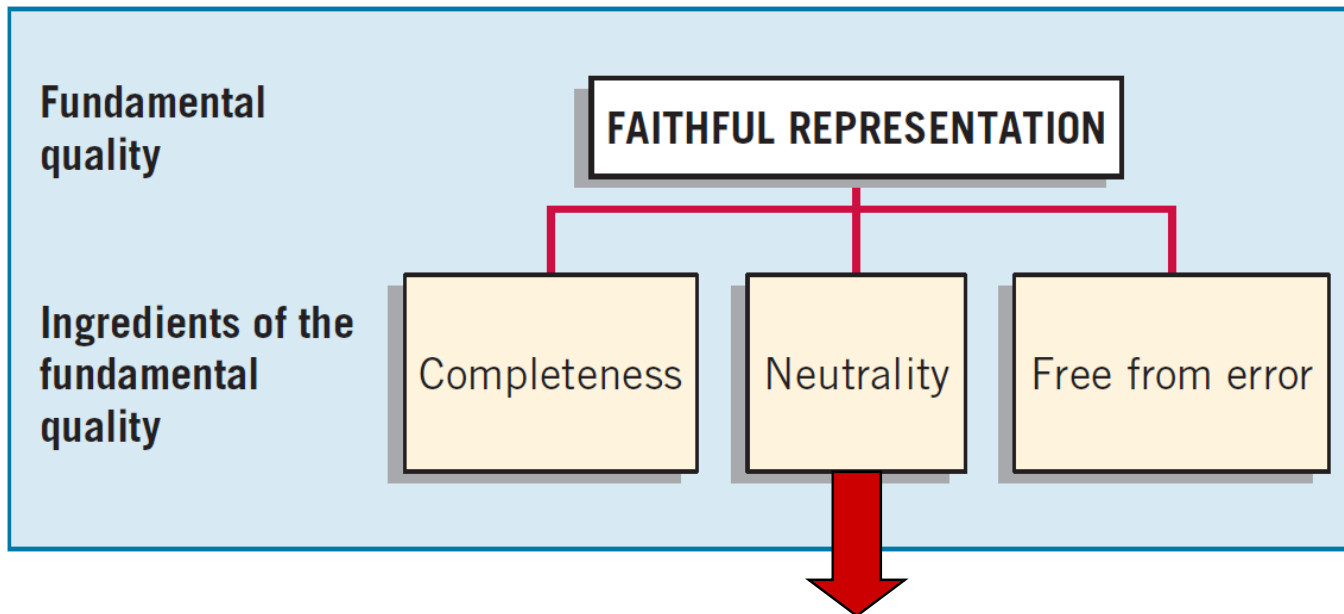 Fundamental
quality
FAITHFUL REPRESENTATION
Ingredients of the
fundamental
quality
Completeness
Neutrality
Free from error